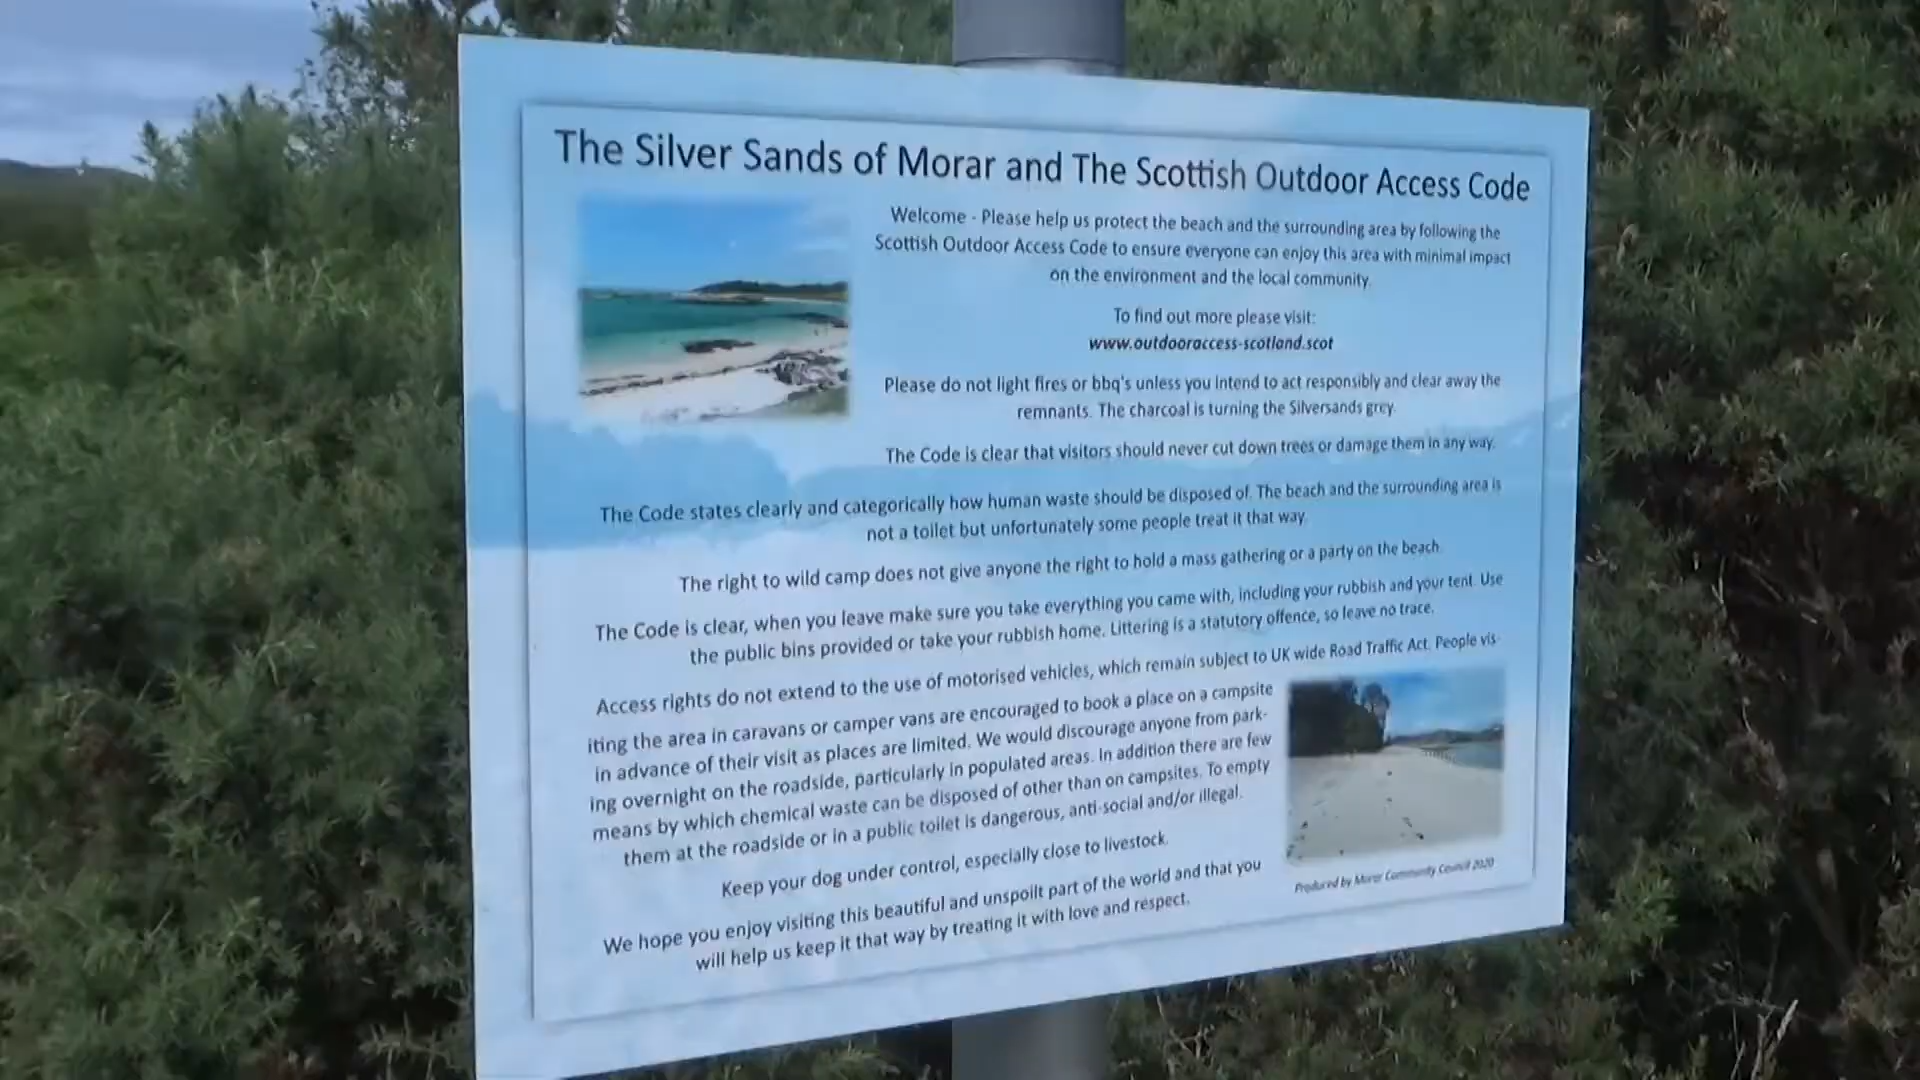 The Silver Sands of Morar and The Scottish Outdoor Access Code
Welcome - Please help us protect the beach and the surrounding area by following the
Scottish Outdoor Access Code to ensure everyone can enjoy this area with minimal impact
on the environment and the local community.
To find out more please visit:
www.outdooraccess-scotland.scot
Please do not light fires or bbq's unless you intend to act responsibly and clear away the
remnants. The charcoal is turning the Silversands grey.
The Code is clear that visitors should never cut down trees or damage them in any way.
The Code states clearly and categorically how human waste should be disposed of. The beach and the surrounding area is
not a toilet but unfortunately some people treat it that way.
The right to wild camp does not give anyone the right to hold a mass gathering or a party on the beach.
The Code is clear, when you leave make sure you take everything you came with, including your rubbish and your tent. Use
the public bins provided or take your rubbish home. Littering is a statutory offence, so leave no trace.
Access rights do not extend to the use of motorised vehicles, which remain subject to UK wide Road Traffic Act. People vis-
iting the area in caravans or camper vans are encouraged to book a place on a campsite
in advance of their visit as places are limited. We would discourage anyone from park-
ing overnight on the roadside, particularly in populated areas. In addition there are few
means by which chemical waste can be disposed of other than on campsites. To empty
them at the roadside or in a public toilet is dangerous, anti-social and/or illegal.
Keep your dog under control, especially close to livestock.
We hope you enjoy visiting this beautiful and unspoilt part of the world and that you
will help us keep it that way by treating it with love and respect.
Produced by Morar Community Council 2020